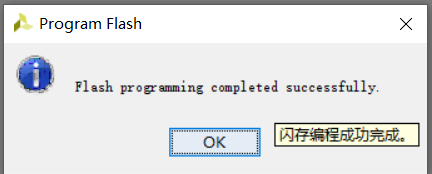 Program Flash
Flash programming completed successfully.
OK
闪存编程成功完成。